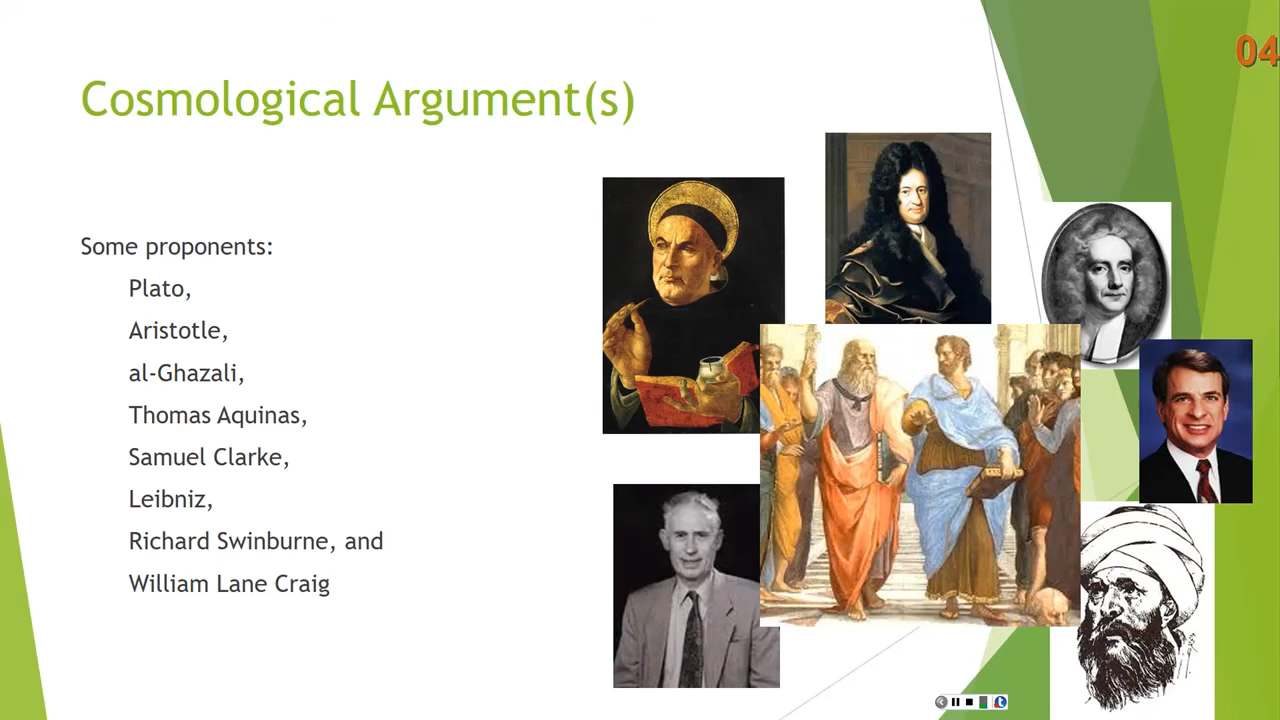 04
Cosmological Argument(s)
Some proponents:
Plato,
Aristotle,
al-Ghazali,
Thomas Aquinas,
Samuel Clarke,
Leibniz,
Richard Swinburne, and
William Lane Craig